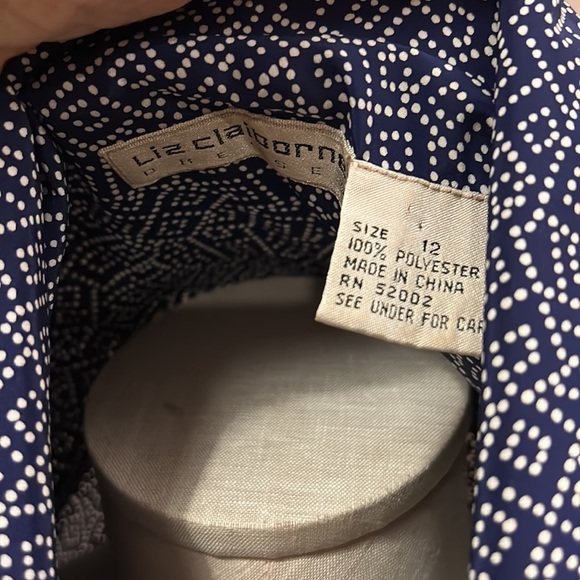 Liz claiborne
DRESSES
SIZE 12
100% POLYESTER
MADE IN CHINA
RN 52002
SEE UNDER FOR CAR